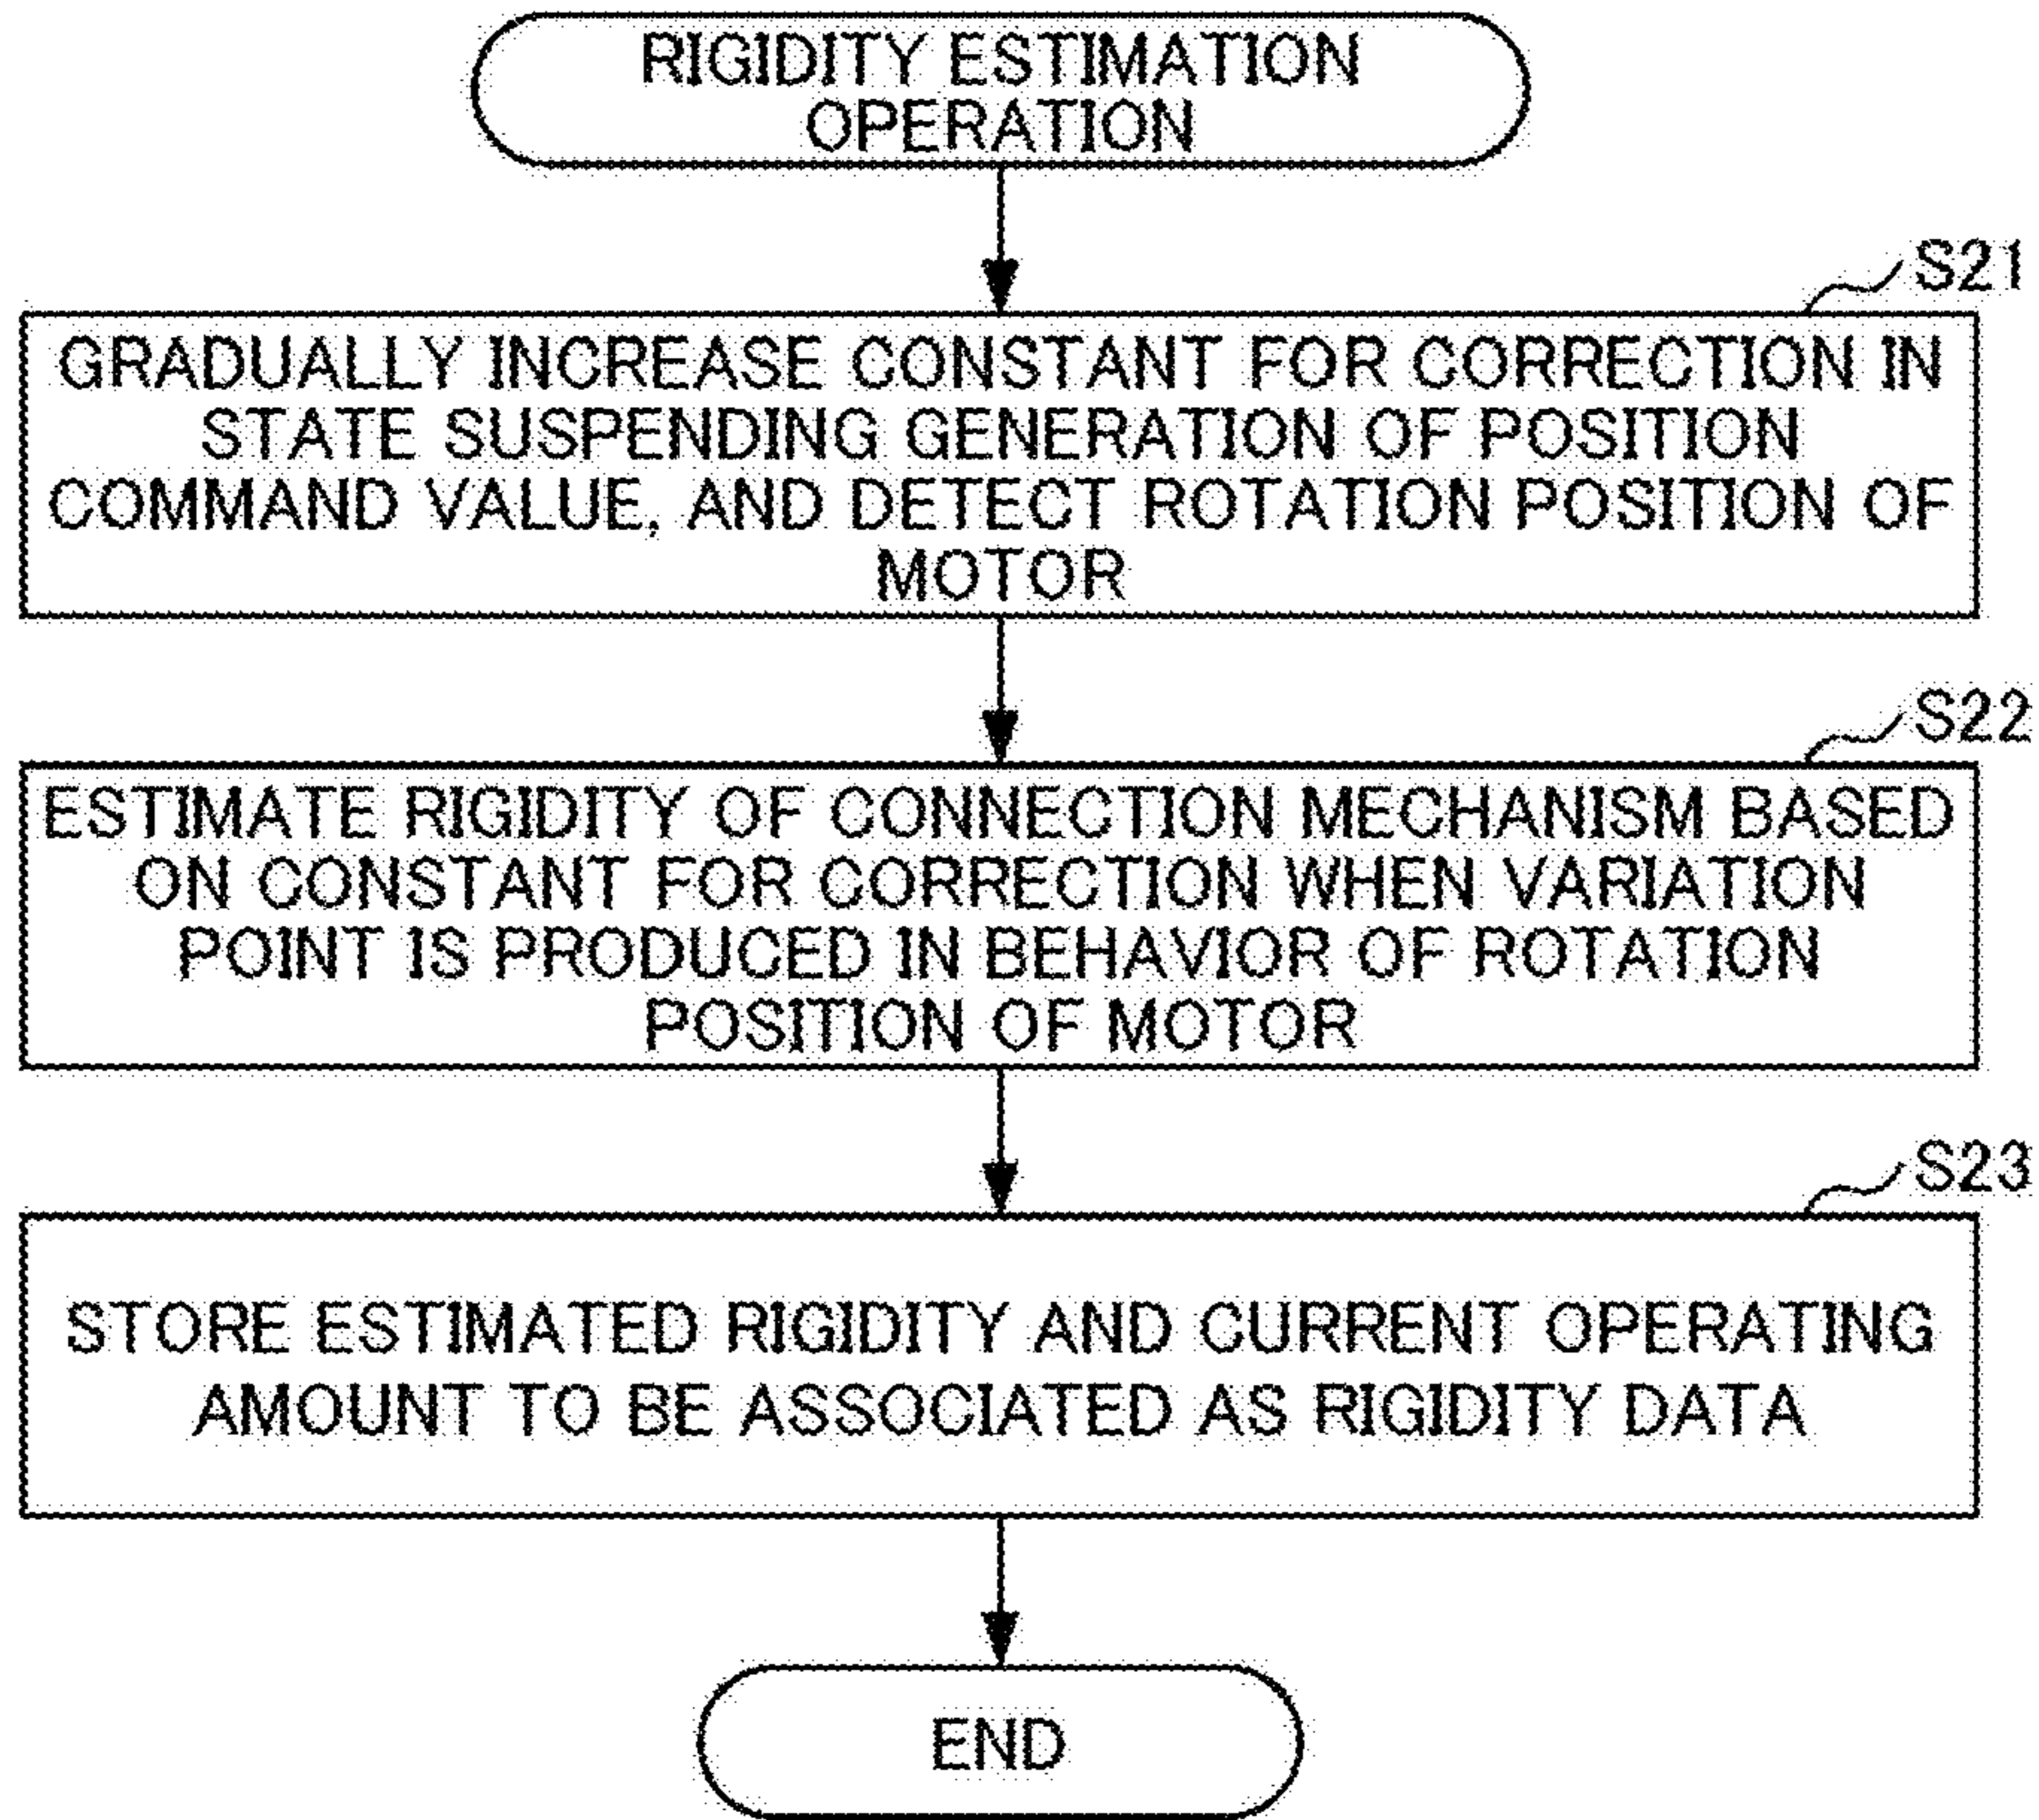 RIGIDITY ESTIMATION
OPERATION
S21
GRADUALLY INCREASE CONSTANT FOR CORRECTION IN
STATE SUSPENDING GENERATION OF POSITION
COMMAND VALUE, AND DETECT ROTATION POSITION OF
MOTOR
S22
ESTIMATE RIGIDITY OF CONNECTION MECHANISM BASED
ON CONSTANT FOR CORRECTION WHEN VARIATION
POINT IS PRODUCED IN BEHAVIOR OF ROTATION
POSITION OF MOTOR
S23
STORE ESTIMATED RIGIDITY AND CURRENT OPERATING
AMOUNT TO BE ASSOCIATED AS RIGIDITY DATA
END